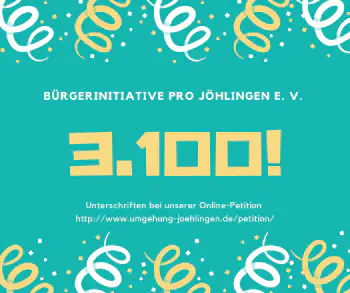 BÜRGERINITIATIVE PRO JÖHLINGEN E. V.
3.100!
Unterschriften bei unserer Online-Petition
http://www.umgehung-joehlingen.de/petition/